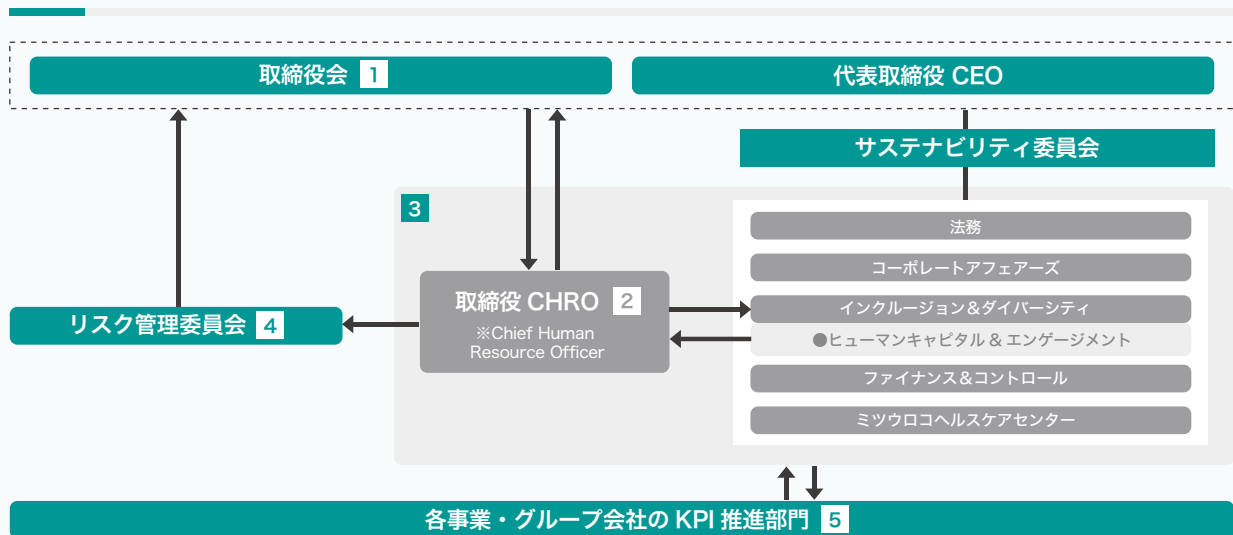 取締役会 1
代表取締役 CEO
サステナビリティ委員会
3
法務
コーポレートアフェアーズ
取締役 CHRO 2
※Chief Human
Resource Officer
インクルージョン＆ダイバーシティ
●ヒューマンキャピタル & エンゲージメント
リスク管理委員会 4
ファイナンス＆コントロール
ミツウロコヘルスケアセンター
各事業・グループ会社の KPI 推進部門 5